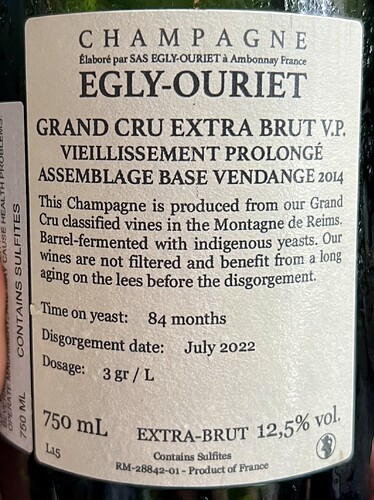 CHAMPAGNE
Élaboré par SAS EGLY-OURIET à Ambonnay France
EGLY-OURIET
GRAND CRU EXTRA BRUT V.P.
VIEILLISSEMENT PROLONGÉ
ASSEMBLAGE BASE VENDANGE 2014
This Champagne is produced from our Grand
Cru classified vines in the Montagne de Reims.
Barrel-fermented with indigenous yeasts. Our
wines are not filtered and benefit from a long
aging on the lees before the disgorgement.
Time on yeast: 84 months
Disgorgement date: July 2022
Dosage: 3 gr / L
750 mL EXTRA-BRUT 12,5% vol.
L15
Contains Sulfites
RM-28842-01 - Product of France
CAUSE HEALTH PROBLEMS
750 ML CONTAINS SULFITES